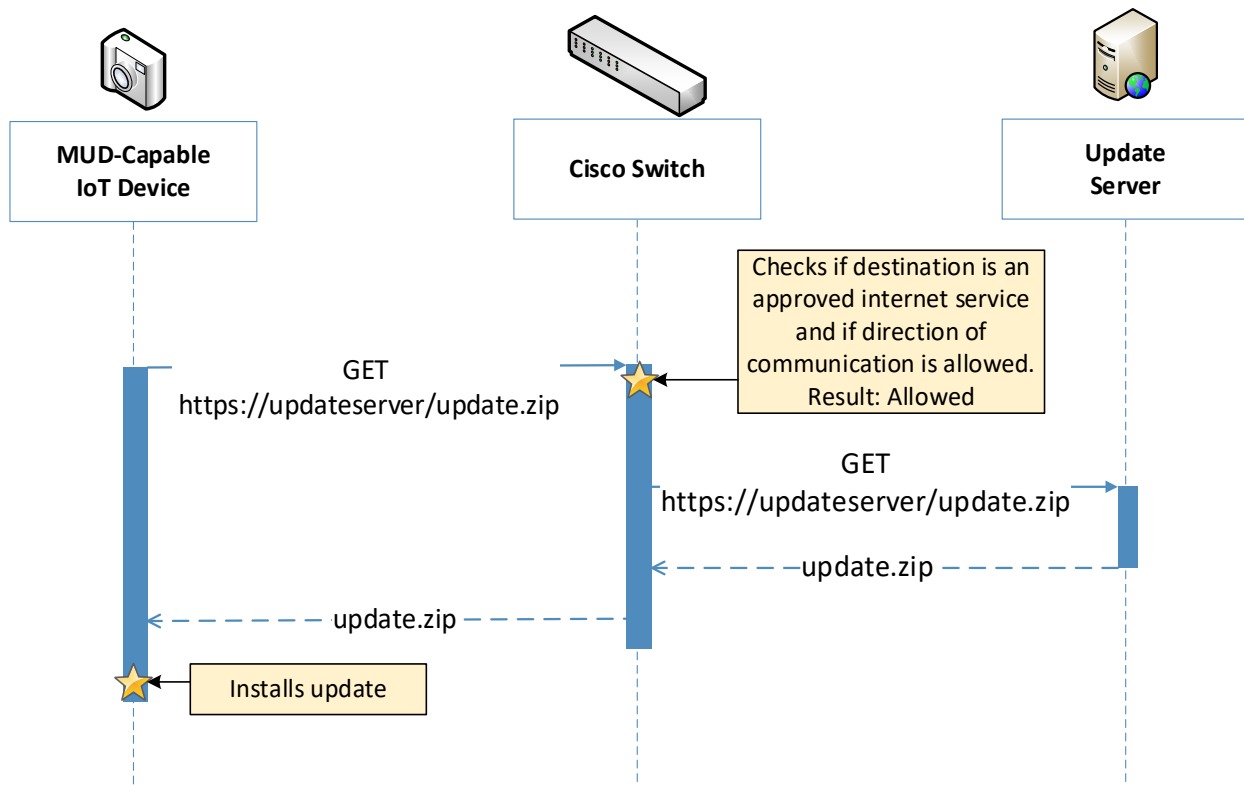 MUD-Capable
IoT Device
Cisco Switch
Update
Server
Checks if destination is an
approved internet service
and if direction of
communication is allowed.
Result: Allowed
GET
https://updateserver/update.zip
GET
https://updateserver/update.zip
update.zip
update.zip
Installs update